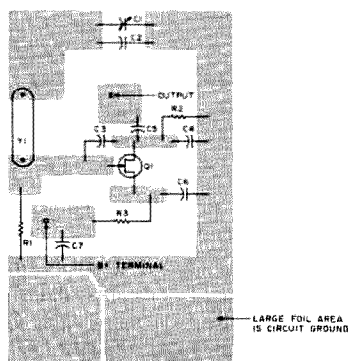 C1
C2
OUTPUT
R2
Y1
C3
C5
C4
Q1
C6
R3
R1
C7
B+ TERMINAL
LARGE FOIL AREA
IS CIRCUIT GROUND